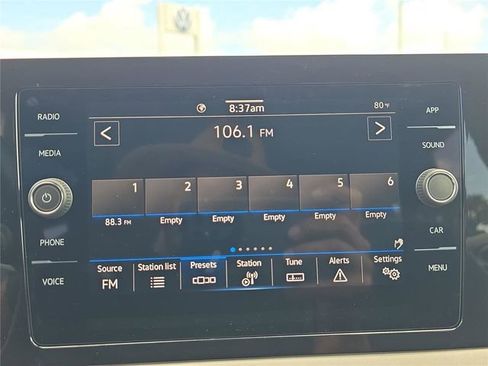 8:37am 80°F
RADIO APP
106.1 FM
< >
MEDIA SOUND
1 2 3 4 5 6
88.3 FM Empty Empty Empty Empty Empty
PHONE CAR
Source Station list Presets Station Tune Alerts Settings
FM
VOICE MENU